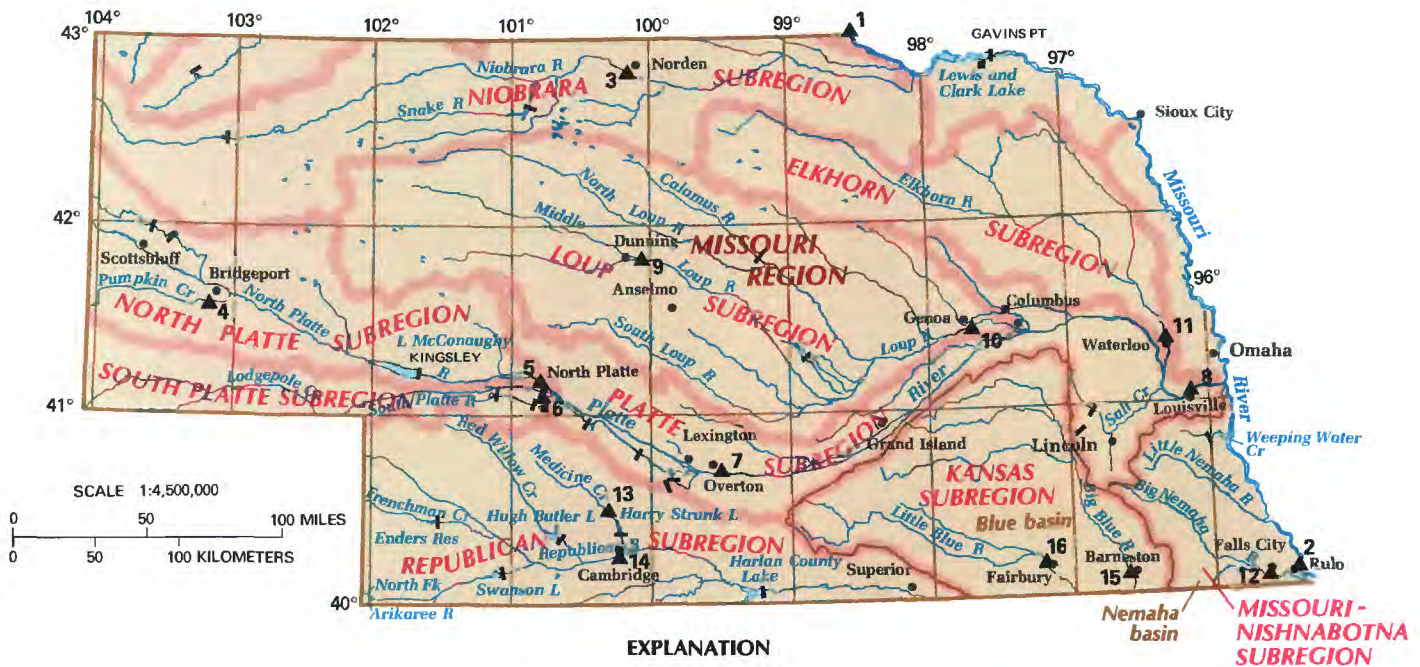 104°
103°
102°
101°
100°
99°
1
98°
GAVINS PT
97°
43°
Niobrara R
Norden
3
NIOBRARA
SUBREGION
Snake R
Lewis and
Clark Lake
Sioux City
ELKHORN
SUBREGION
Elkhorn R
Missouri
River
42°
North Loup R
Calamus R
Middle Loup R
Dunning
9
MISSOURI
REGION
LOUP
SUBREGION
Anselmo
96°
Scottsbluff
Bridgeport
Pumpkin Cr
4
North Platte R
NORTH PLATTE
SUBREGION
L McConaughy
KINGSLEY
South Loup R
Genoa
Columbus
Loup R
10
11
Waterloo
Omaha
5
North Platte
6
Lodgepole Cr
SOUTH PLATTE SUBREGION
South Platte R
41°
Platte River
PLATTE
SUBREGION
8
Louisville
Salt Cr
Lexington
7
Overton
Grand Island
Lincoln
Weeping Water
Cr
Red Willow Cr
Medicine Cr
KANSAS
SUBREGION
Blue basin
Little Nemaha R
Big Nemaha
Big Blue R
SCALE 1:4,500,000
0 50 100 MILES
0 50 100 KILOMETERS
Frenchman Cr
Enders Res
Hugh Butler L
13
Harry Strunk L
REPUBLICAN
SUBREGION
Republican R
14
Cambridge
North Fk
Swanson L
Arikaree R
Harlan County
Lake
Superior
Little Blue R
16
Fairbury
Barneston
15
Falls City
12
2
Rulo
40°
Nemaha
basin
MISSOURI-
NISHNABOTNA
SUBREGION
EXPLANATION